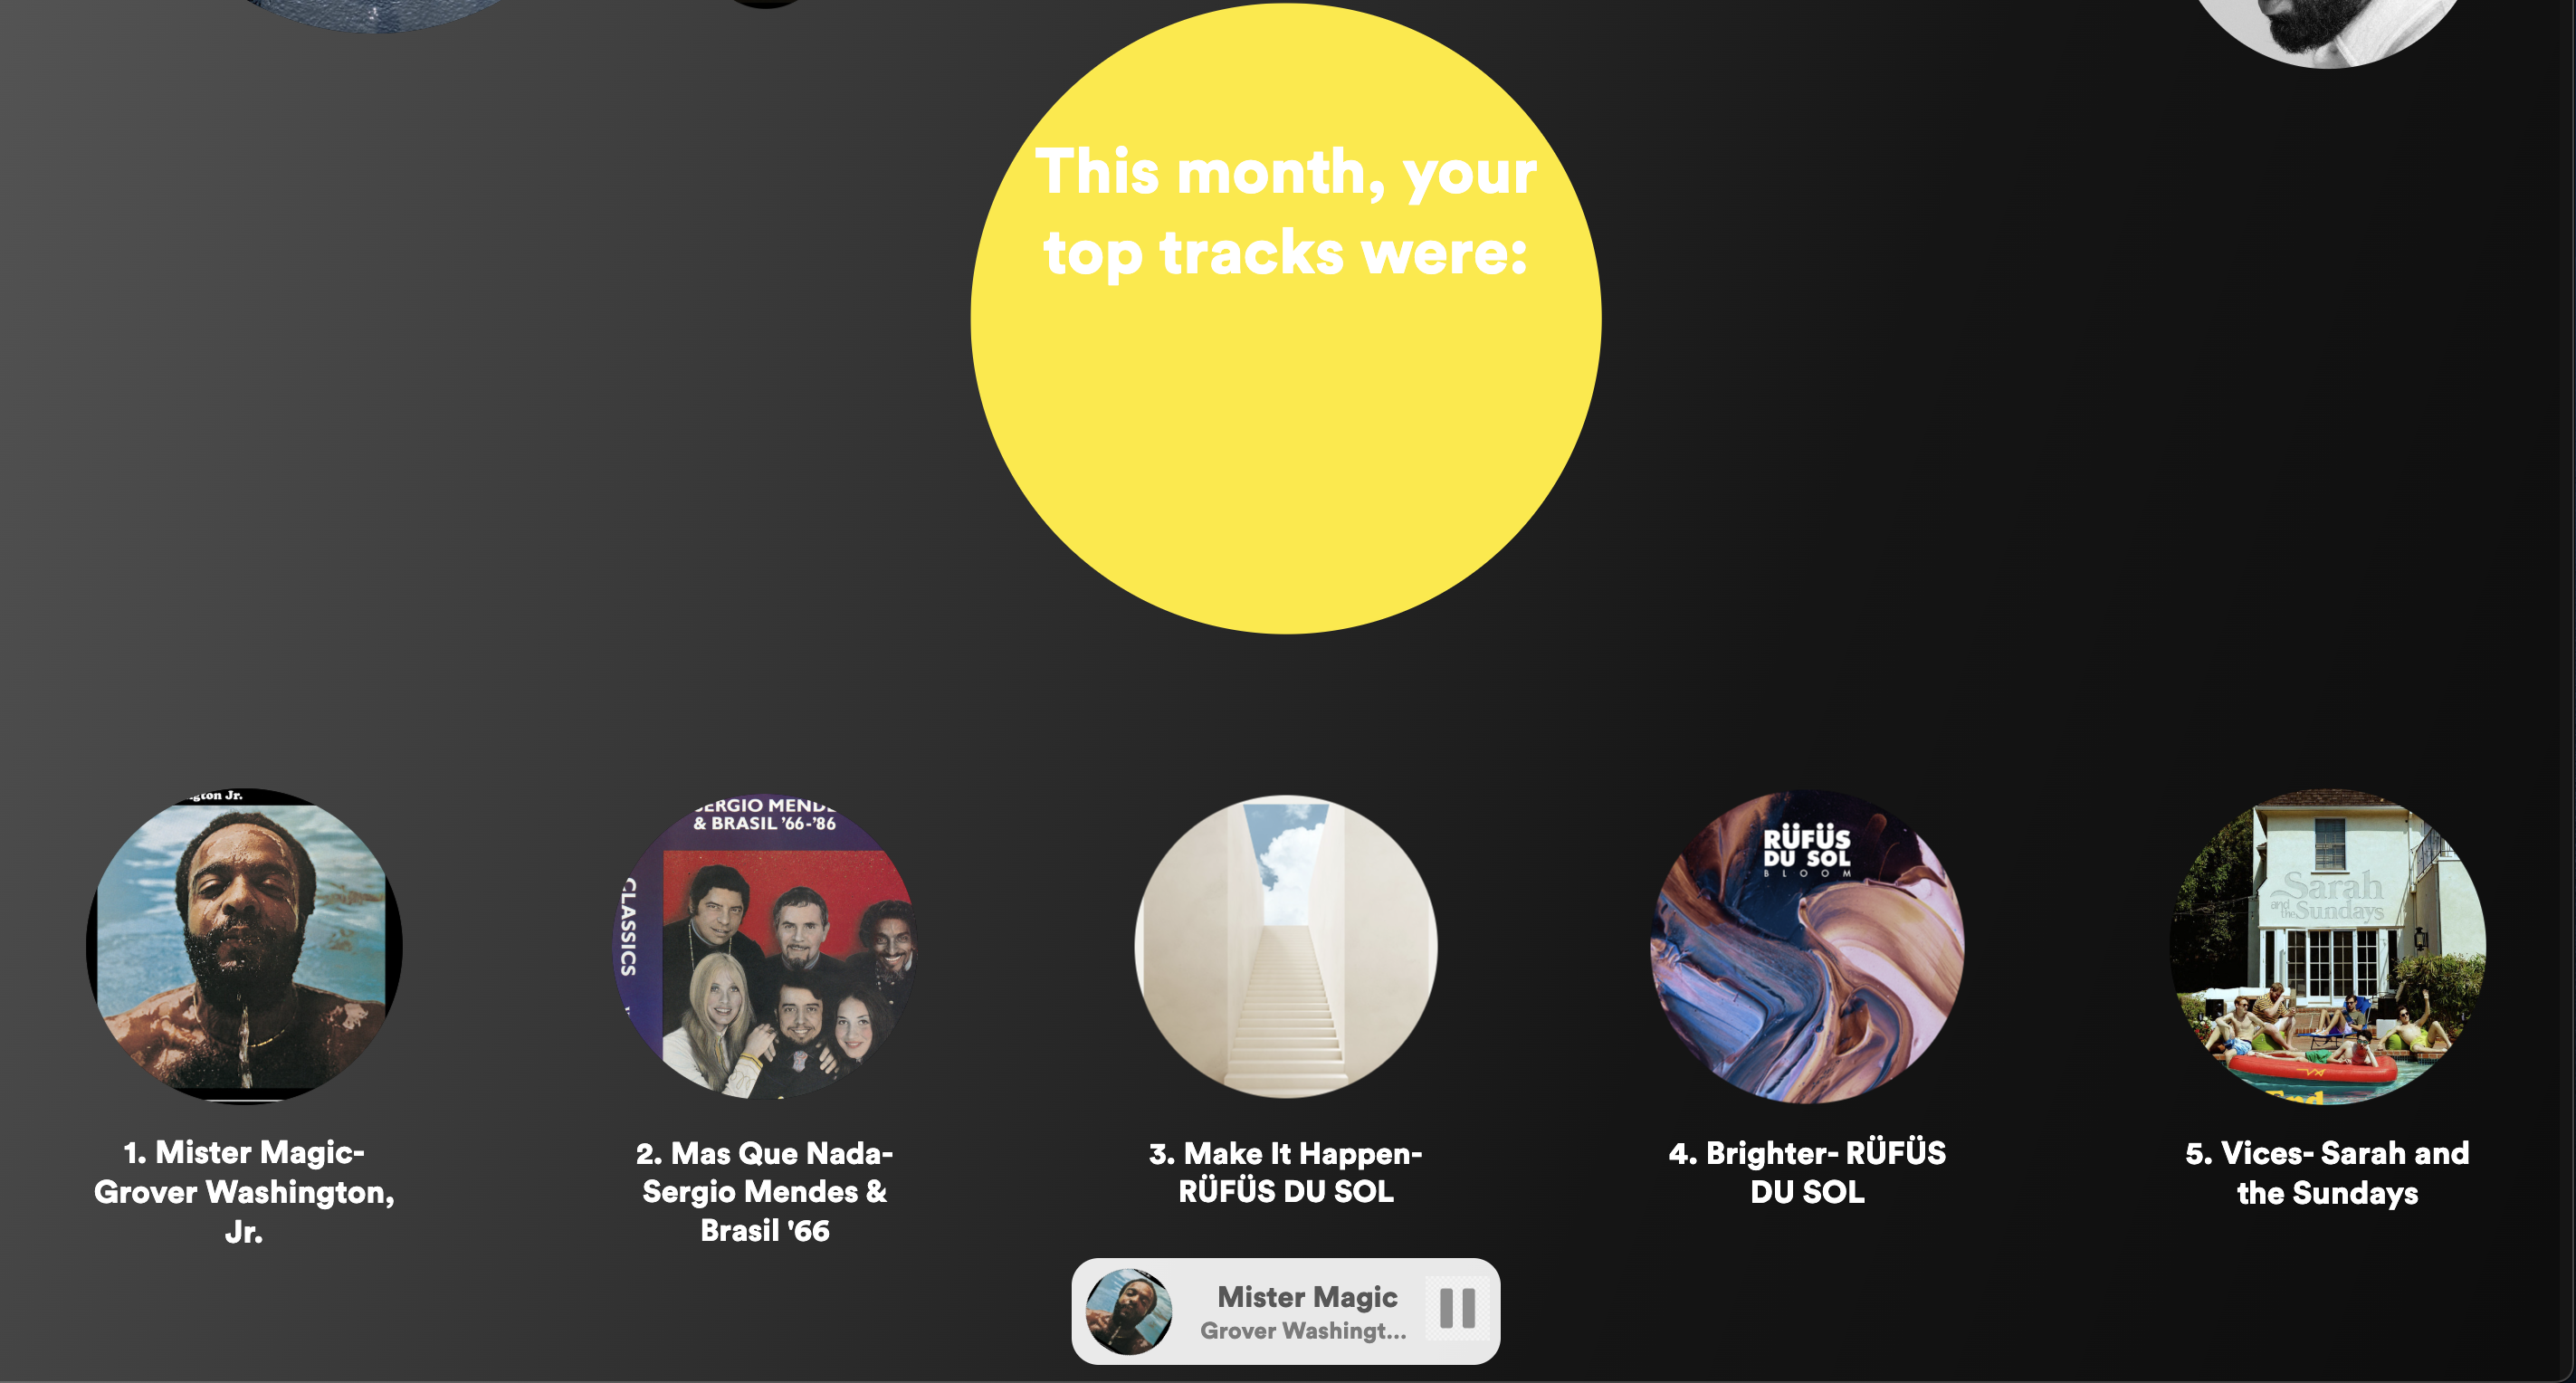 This month, your
top tracks were:
gton Jr.
SERGIO MENDE
& BRASIL '66-'86
CLASSICS
RÜFÜS
DU SOL
BLOOM
Sarah
and the Sundays
1. Mister Magic-
Grover Washington,
Jr.
2. Mas Que Nada-
Sergio Mendes &
Brasil '66
3. Make It Happen-
RÜFÜS DU SOL
4. Brighter- RÜFÜS
DU SOL
5. Vices- Sarah and
the Sundays
Mister Magic
Grover Washingt...